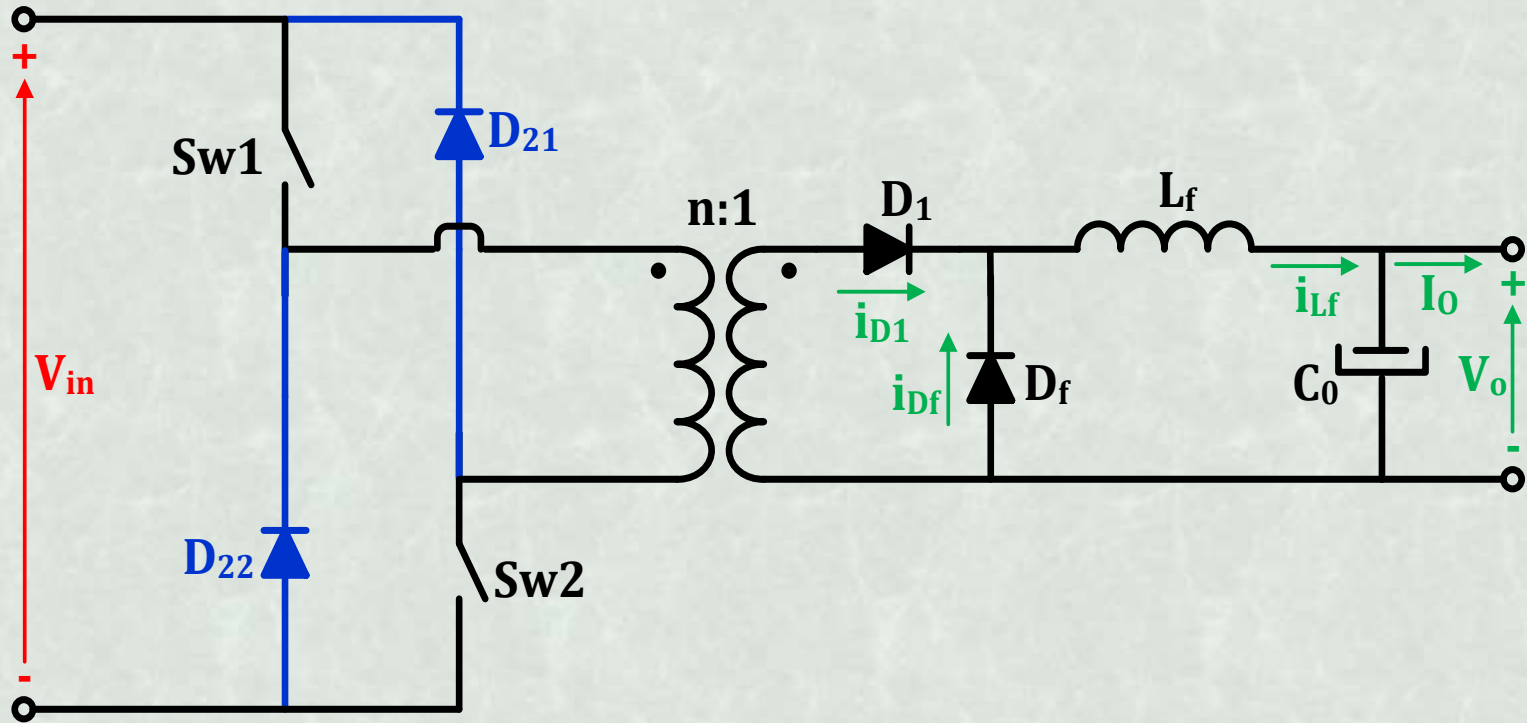 +
Vin
-
Sw1
D21
D22
Sw2
n:1
D1
iD1
iDf
Df
Lf
iLf
IO
C0
+
Vo
-